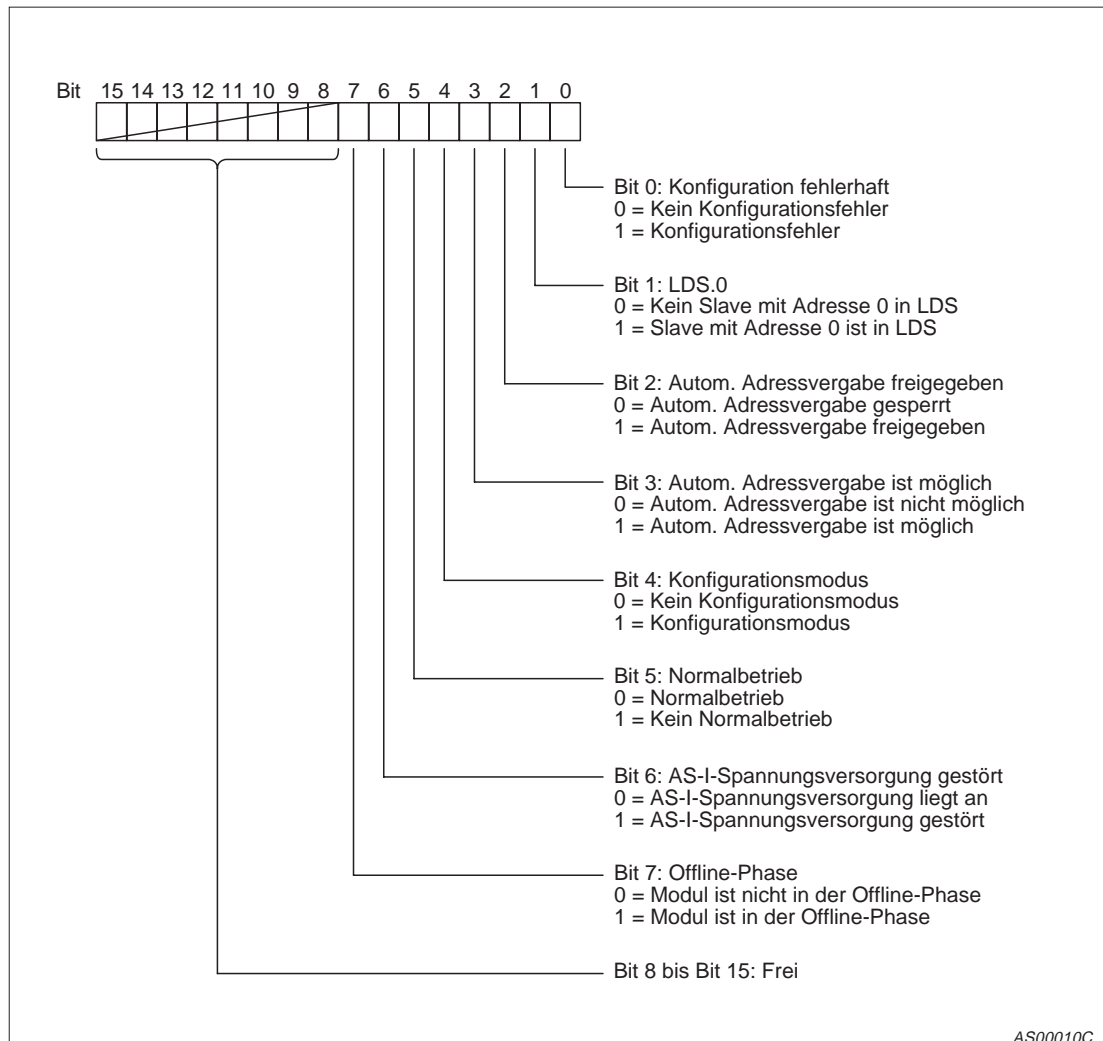 Bit 15 14 13 12 11 10 9 8 7 6 5 4 3 2 1 0
Bit 0: Konfiguration fehlerhaft
0 = Kein Konfigurationsfehler
1 = Konfigurationsfehler
Bit 1: LDS.0
0 = Kein Slave mit Adresse 0 in LDS
1 = Slave mit Adresse 0 ist in LDS
Bit 2: Autom. Adressvergabe freigegeben
0 = Autom. Adressvergabe gesperrt
1 = Autom. Adressvergabe freigegeben
Bit 3: Autom. Adressvergabe ist möglich
0 = Autom. Adressvergabe ist nicht möglich
1 = Autom. Adressvergabe ist möglich
Bit 4: Konfigurationsmodus
0 = Kein Konfigurationsmodus
1 = Konfigurationsmodus
Bit 5: Normalbetrieb
0 = Normalbetrieb
1 = Kein Normalbetrieb
Bit 6: AS-I-Spannungsversorgung gestört
0 = AS-I-Spannungsversorgung liegt an
1 = AS-I-Spannungsversorgung gestört
Bit 7: Offline-Phase
0 = Modul ist nicht in der Offline-Phase
1 = Modul ist in der Offline-Phase
Bit 8 bis Bit 15: Frei
AS00010C